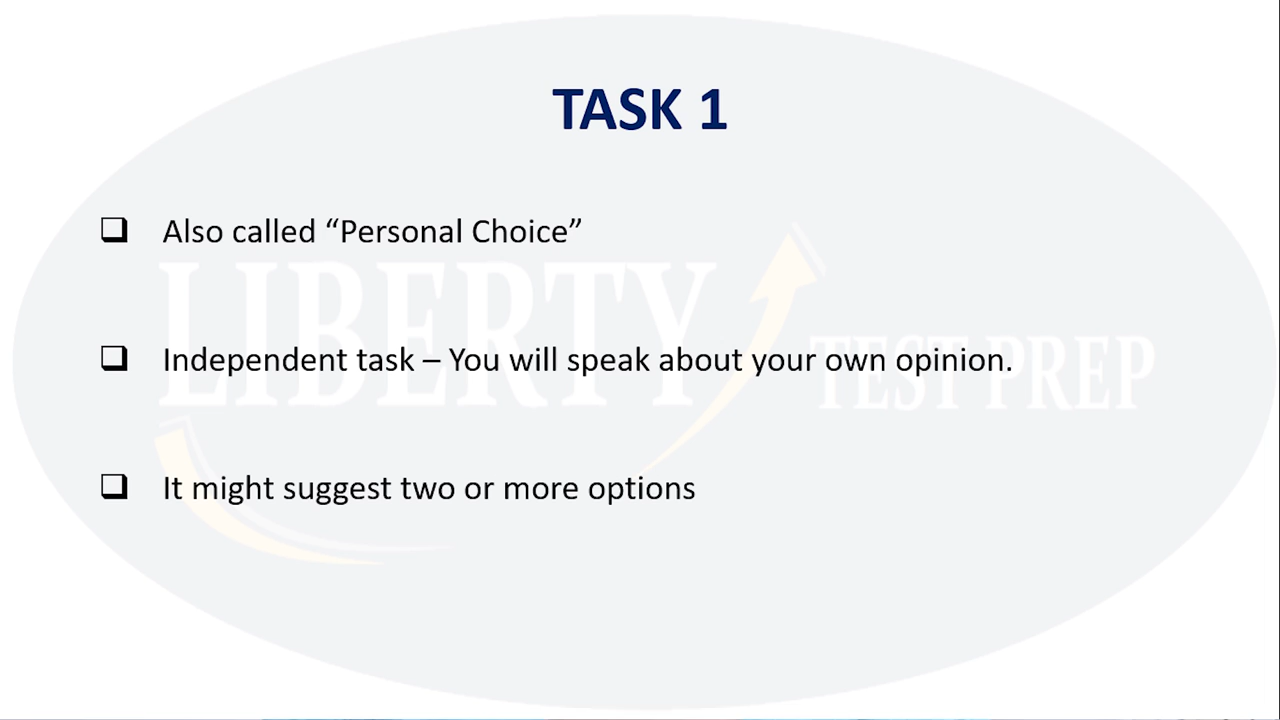 TASK 1
Also called “Personal Choice”
LIBERTY TEST PREP
Independent task – You will speak about your own opinion.
It might suggest two or more options